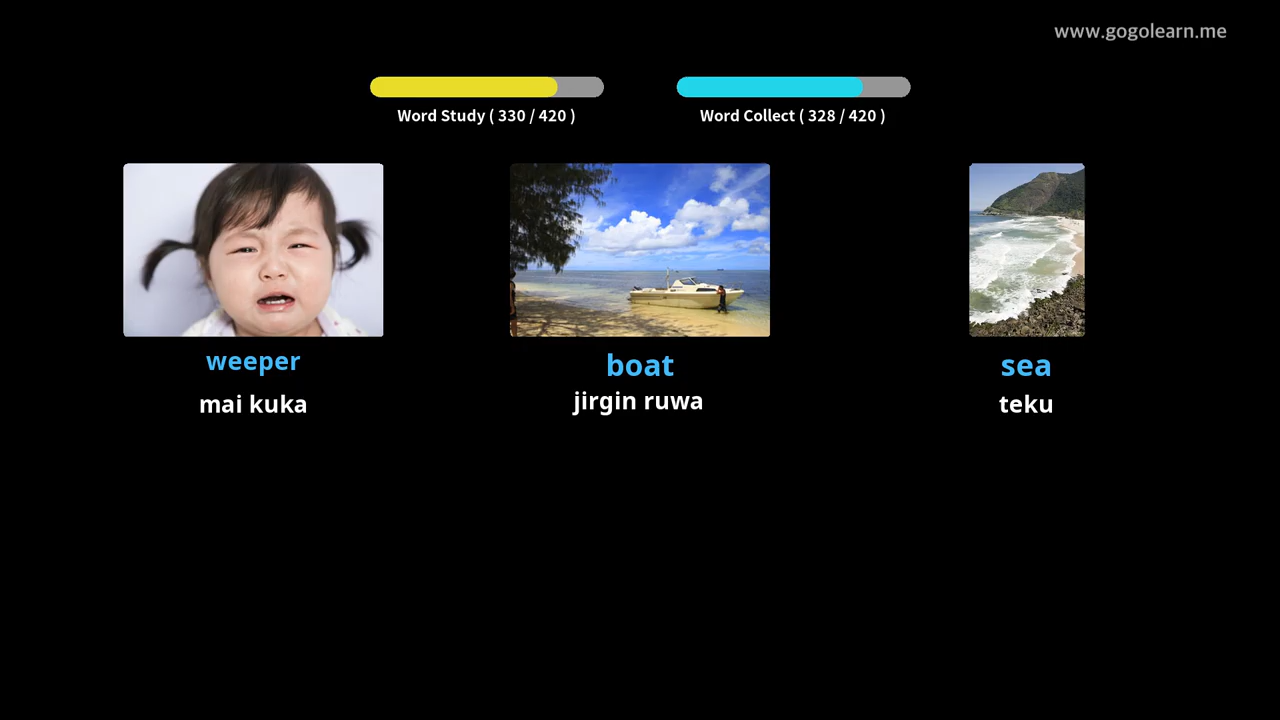 www.gogolearn.me
Word Study ( 330 / 420 )
Word Collect ( 328 / 420 )
weeper
mai kuka
boat
jirgin ruwa
sea
teku